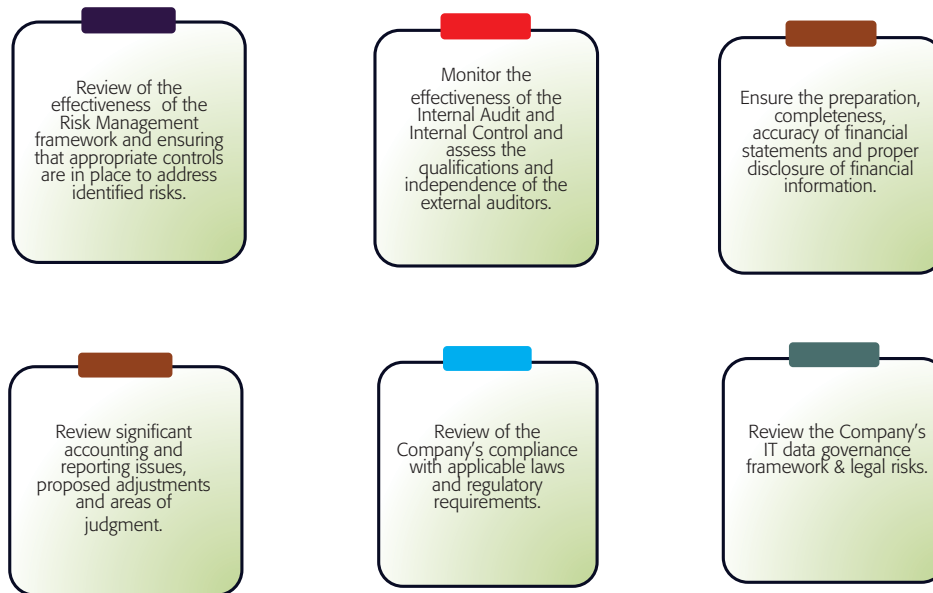 Review of the
effectiveness of the
Risk Management
framework and ensuring
that appropriate controls
are in place to address
identified risks.
Monitor the
effectiveness of the
Internal Audit and
Internal Control and
assess the
qualifications and
independence of the
external auditors.
Ensure the preparation,
completeness,
accuracy of financial
statements and proper
disclosure of financial
information.
Review significant
accounting and
reporting issues,
proposed adjustments
and areas of
judgment.
Review of the
Company's compliance
with applicable laws
and regulatory
requirements.
Review the Company's
IT data governance
framework & legal risks.